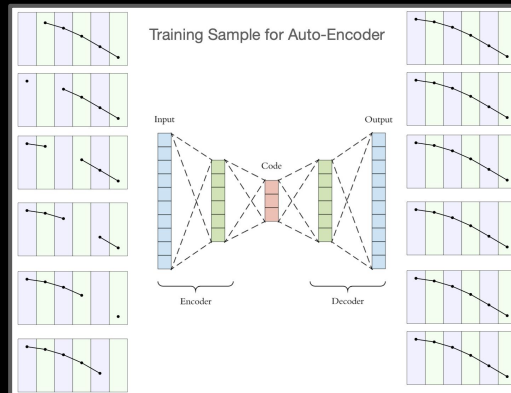 Training Sample for Auto-Encoder
Input
Output
Code
Encoder
Decoder